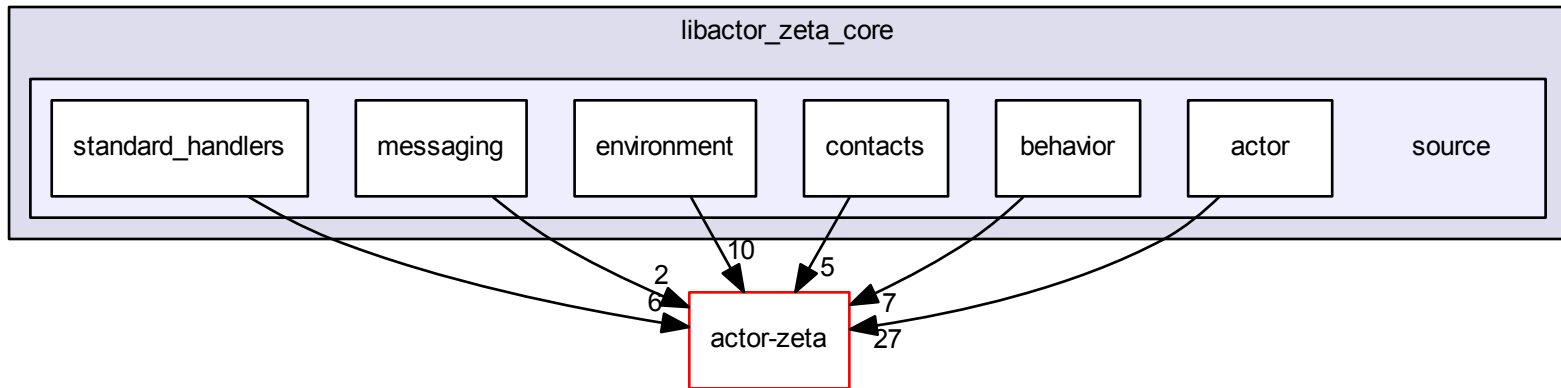 libactor_zeta_core
standard_handlers
messaging
environment
contacts
behavior
actor
source
10
5
2
6
7
27
actor-zeta